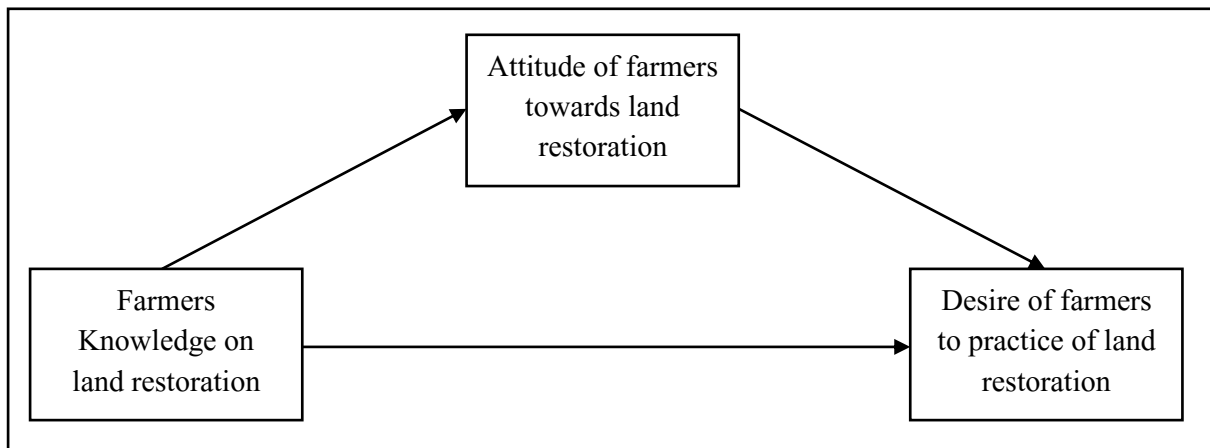 Attitude of farmers
towards land
restoration
Farmers
Knowledge on
land restoration
Desire of farmers
to practice of land
restoration